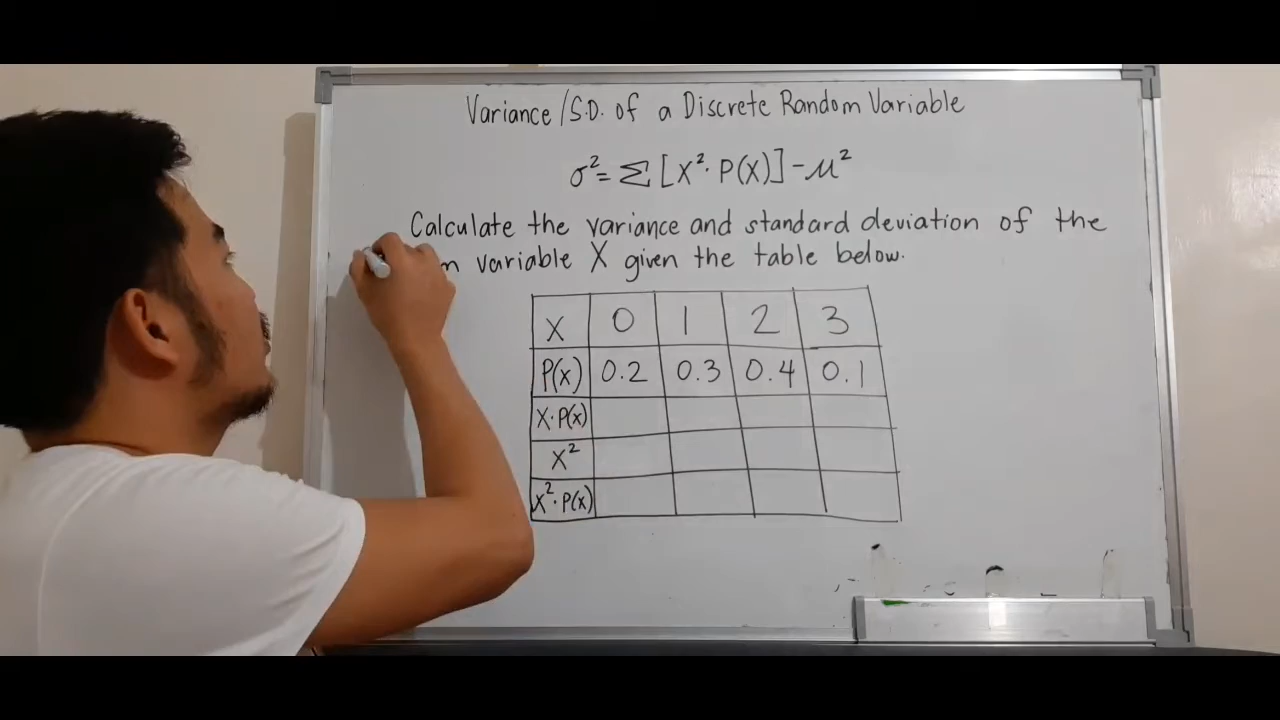 Variance/S.D. of a Discrete Random Variable
σ²= Σ[X²·P(X)]-μ²
Calculate the variance and standard deviation of the
variable X given the table below.
X 0 1 2 3
P(x) 0.2 0.3 0.4 0.1
X·P(x)
X²
X²·P(x)